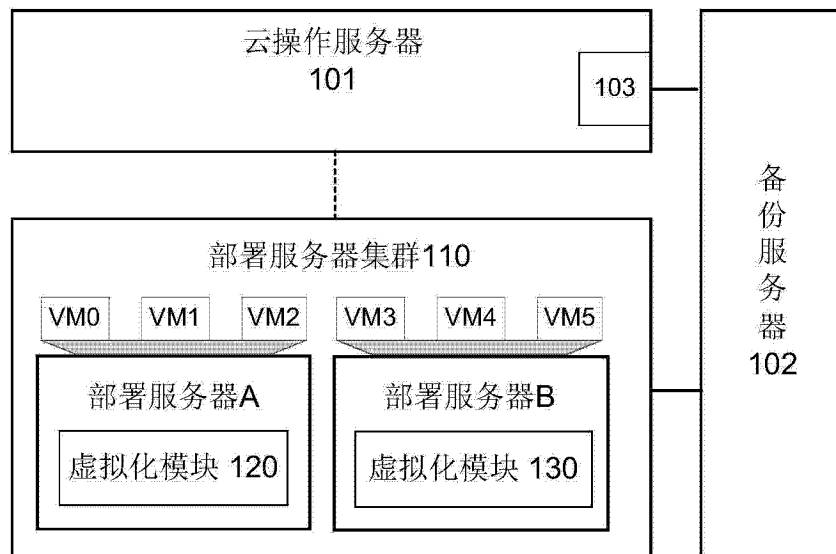 云操作服务器
101
103
部署服务器集群110
VM0 VM1 VM2 VM3 VM4 VM5
部署服务器A
虚拟化模块 120
部署服务器B
虚拟化模块 130
备份服务器
102